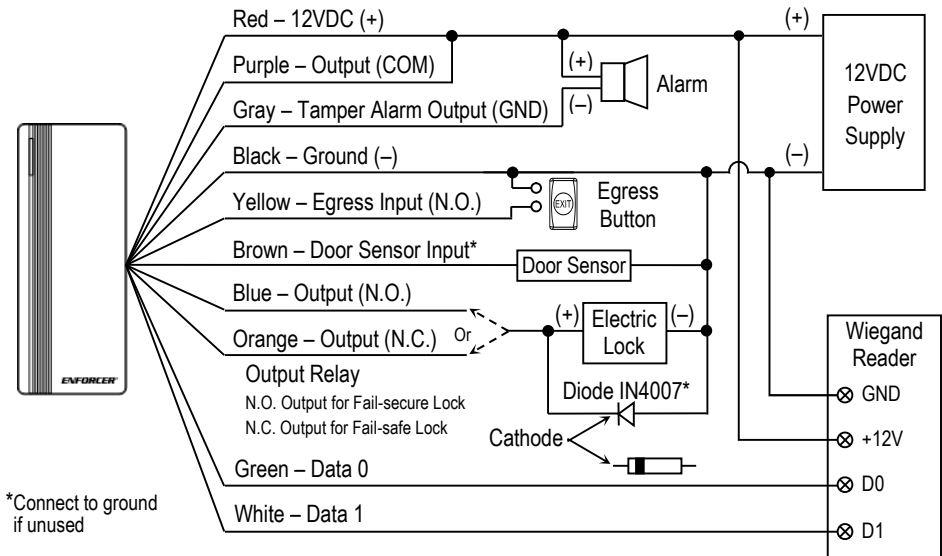 Red – 12VDC (+)
(+)
Purple – Output (COM)
(+)
Alarm
12VDC
Power
Supply
Gray – Tamper Alarm Output (GND)
(–)
Black – Ground (–)
(–)
Yellow – Egress Input (N.O.)
EXIT
Egress
Button
Brown – Door Sensor Input*
Door Sensor
Blue – Output (N.O.)
Orange – Output (N.C.)
Or
(+)
Electric
Lock
(–)
Wiegand
Reader
ENFORCER®
Output Relay
N.O. Output for Fail-secure Lock
N.C. Output for Fail-safe Lock
Diode IN4007*
Cathode
GND
+12V
Green – Data 0
D0
*Connect to ground
if unused
White – Data 1
D1